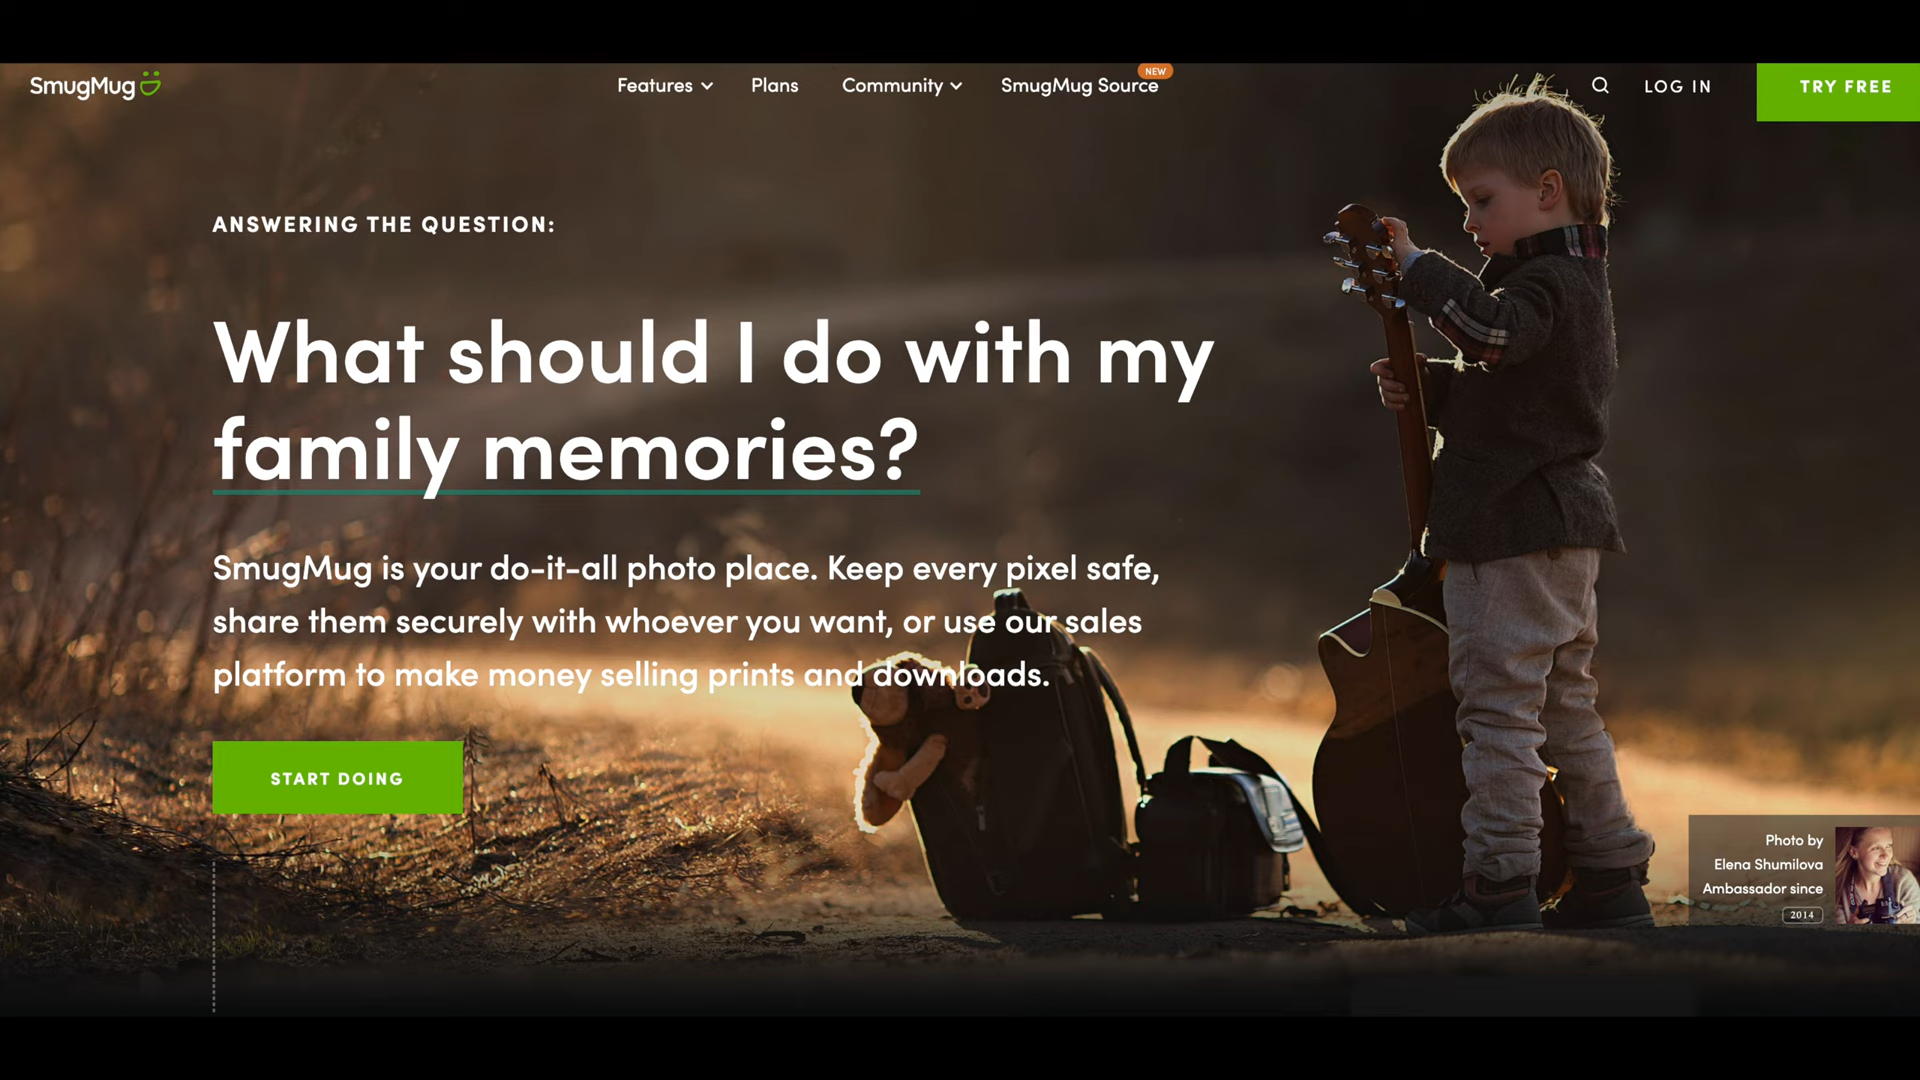 SmugMug
Features
Plans
Community
SmugMug Source
NEW
LOG IN
TRY FREE
ANSWERING THE QUESTION:
What should I do with my
family memories?
SmugMug is your do-it-all photo place. Keep every pixel safe,
share them securely with whoever you want, or use our sales
platform to make money selling prints and downloads.
START DOING
Photo by
Elena Shumilova
Ambassador since
2014